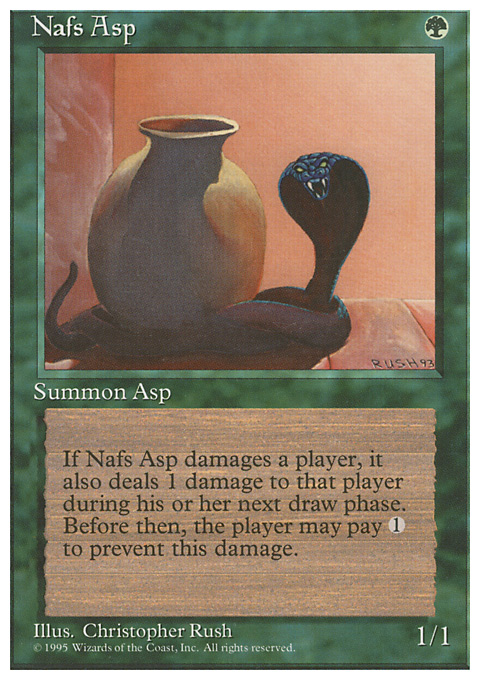 Nafs Asp
RUSH 93
Summon Asp
If Nafs Asp damages a player, it
also deals 1 damage to that player
during his or her next draw phase.
Before then, the player may pay 1
to prevent this damage.
Illus. Christopher Rush
© 1995 Wizards of the Coast, Inc. All rights reserved.
1/1